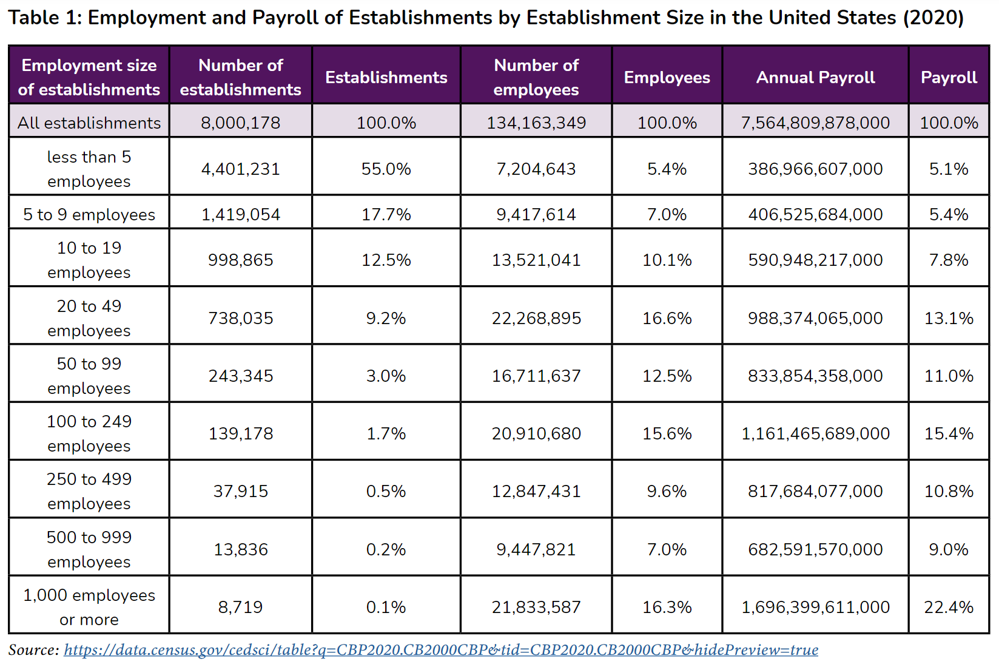 Table 1: Employment and Payroll of Establishments by Establishment Size in the United States (2020)
Employment size of establishments Number of establishments Establishments Number of employees Employees Annual Payroll Payroll
All establishments 8,000,178 100.0% 134,163,349 100.0% 7,564,809,878,000 100.0%
less than 5 employees 4,401,231 55.0% 7,204,643 5.4% 386,966,607,000 5.1%
5 to 9 employees 1,419,054 17.7% 9,417,614 7.0% 406,525,684,000 5.4%
10 to 19 employees 998,865 12.5% 13,521,041 10.1% 590,948,217,000 7.8%
20 to 49 employees 738,035 9.2% 22,268,895 16.6% 988,374,065,000 13.1%
50 to 99 employees 243,345 3.0% 16,711,637 12.5% 833,854,358,000 11.0%
100 to 249 employees 139,178 1.7% 20,910,680 15.6% 1,161,465,689,000 15.4%
250 to 499 employees 37,915 0.5% 12,847,431 9.6% 817,684,077,000 10.8%
500 to 999 employees 13,836 0.2% 9,447,821 7.0% 682,591,570,000 9.0%
1,000 employees or more 8,719 0.1% 21,833,587 16.3% 1,696,399,611,000 22.4%
Source: https://data.census.gov/cedsci/table?q=CBP2020.CB2000CBP&tid=CBP2020.CB2000CBP&hidePreview=true